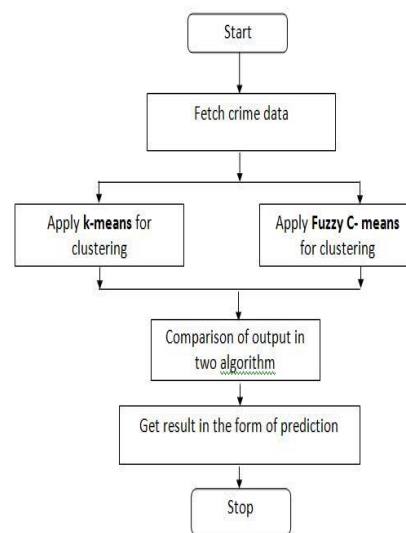 Start
Fetch crime data
Apply k-means for
clustering
Apply Fuzzy C- means
for clustering
Comparison of output in
two algorithm
Get result in the form of prediction
Stop